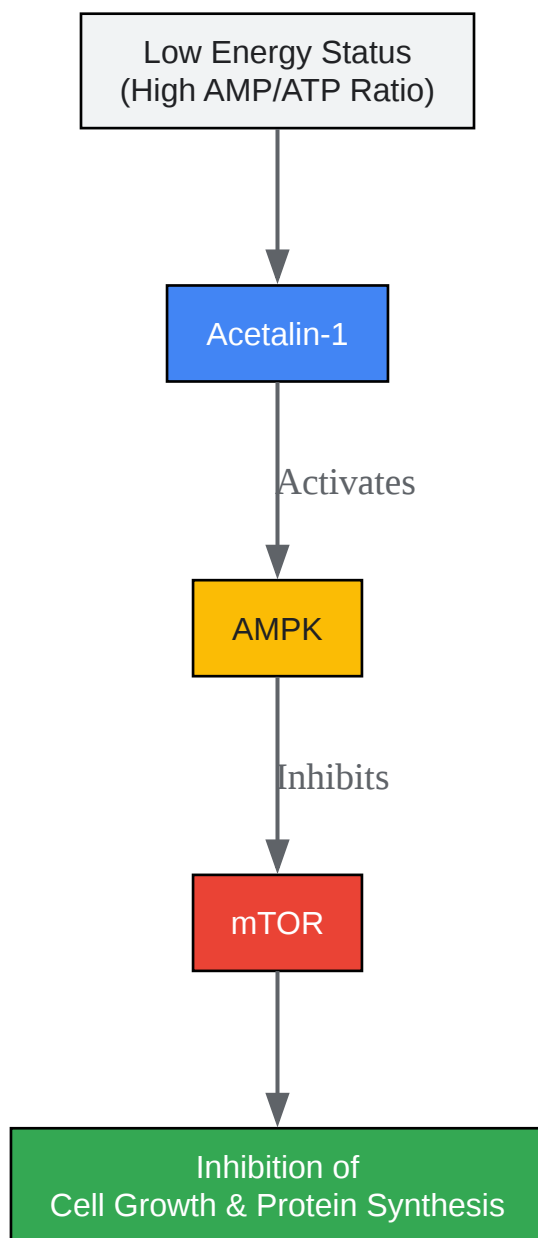 Low Energy Status
(High AMP/ATP Ratio)
Acetalin-1
Activates
AMPK
Inhibits
mTOR
Inhibition of
Cell Growth & Protein Synthesis